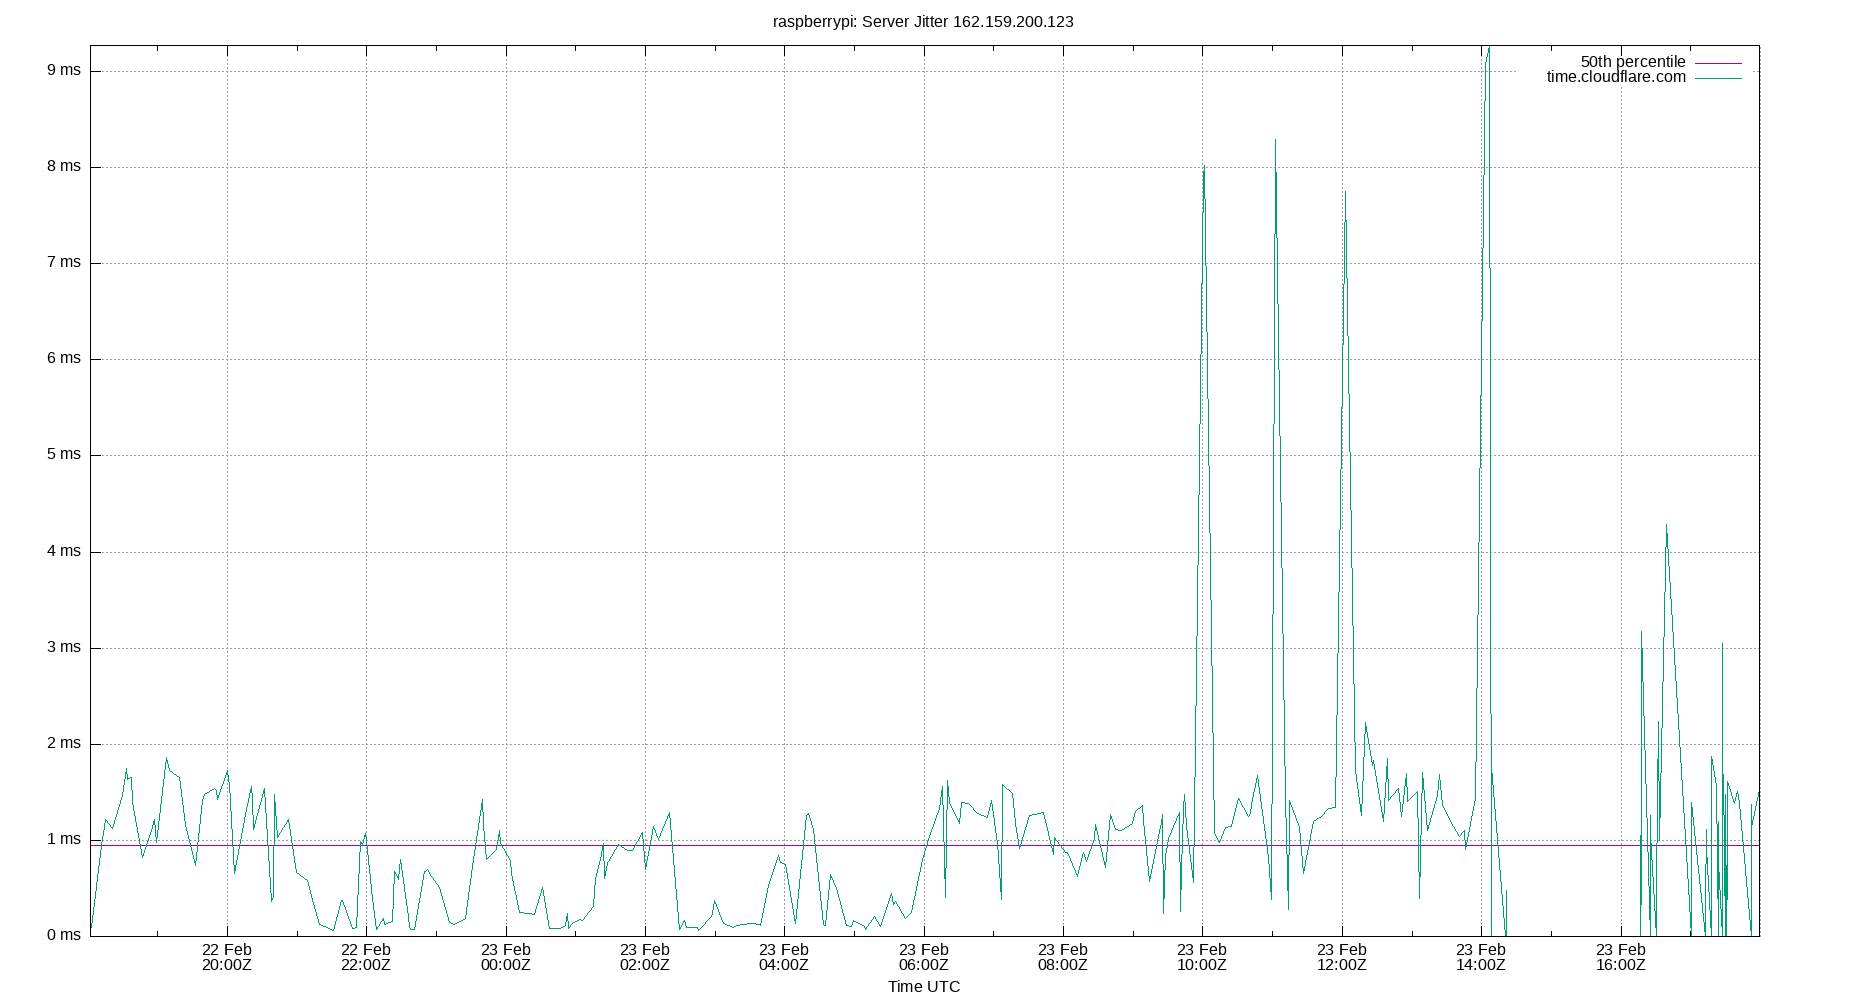 raspberrypi: Server Jitter 162.159.200.123
50th percentile
time.cloudflare.com
9 ms
8 ms
7 ms
6 ms
5 ms
4 ms
3 ms
2 ms
1 ms
0 ms
22 Feb 22 Feb 23 Feb 23 Feb 23 Feb 23 Feb 23 Feb 23 Feb 23 Feb 23 Feb 23 Feb
20:00Z 22:00Z 00:00Z 02:00Z 04:00Z 06:00Z 08:00Z 10:00Z 12:00Z 14:00Z 16:00Z
Time UTC